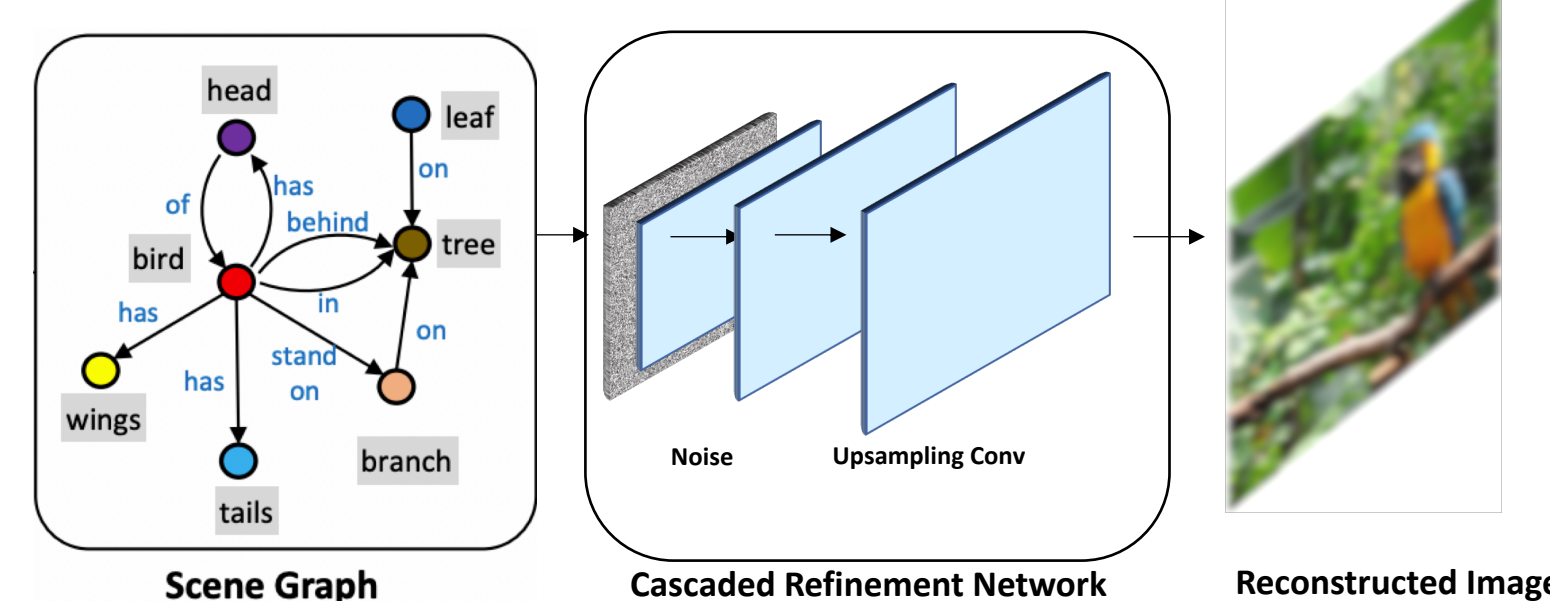 head
leaf
on
has
of
behind
bird
tree
in
has
on
stand
on
has
wings
branch
tails
Scene Graph
Noise
Upsampling Conv
Cascaded Refinement Network
Reconstructed Image